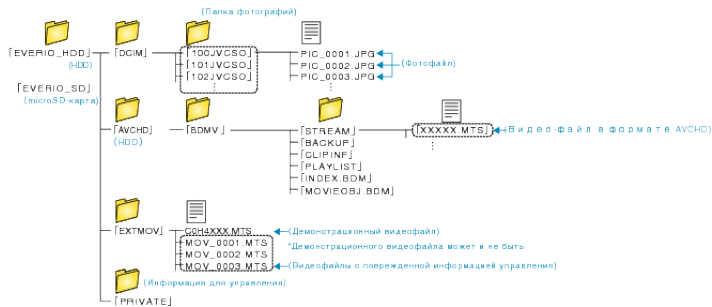 (Папка фотографий)
「EVERIO_HDD」
(HDD)
「EVERIO_SD」
(microSD-карта)
「DCIM」
「100JVCSO」
「101JVCSO」
「102JVCSO」
PIC_0001.JPG
PIC_0002.JPG
PIC_0003.JPG
(Фотофайл)
「AVCHD」
(HDD)
「BDMV」
「STREAM」
「BACKUP」
「CLIPINF」
「PLAYLIST」
「INDEX.BDM」
「MOVIEOBJ.BDM」
「XXXXX.MTS」
(Видео-файл в формате AVCHD)
「EXTMOV」
C0H4XXX.MTS
(Демонстрационный видеофайл)
MOV_0001.MTS
*Демонстрационного видеофайла может и не быть
MOV_0002.MTS
MOV_0003.MTS
(Видеофайлы с поврежденной информацией управления)
(Информация для управления)
「PRIVATE」